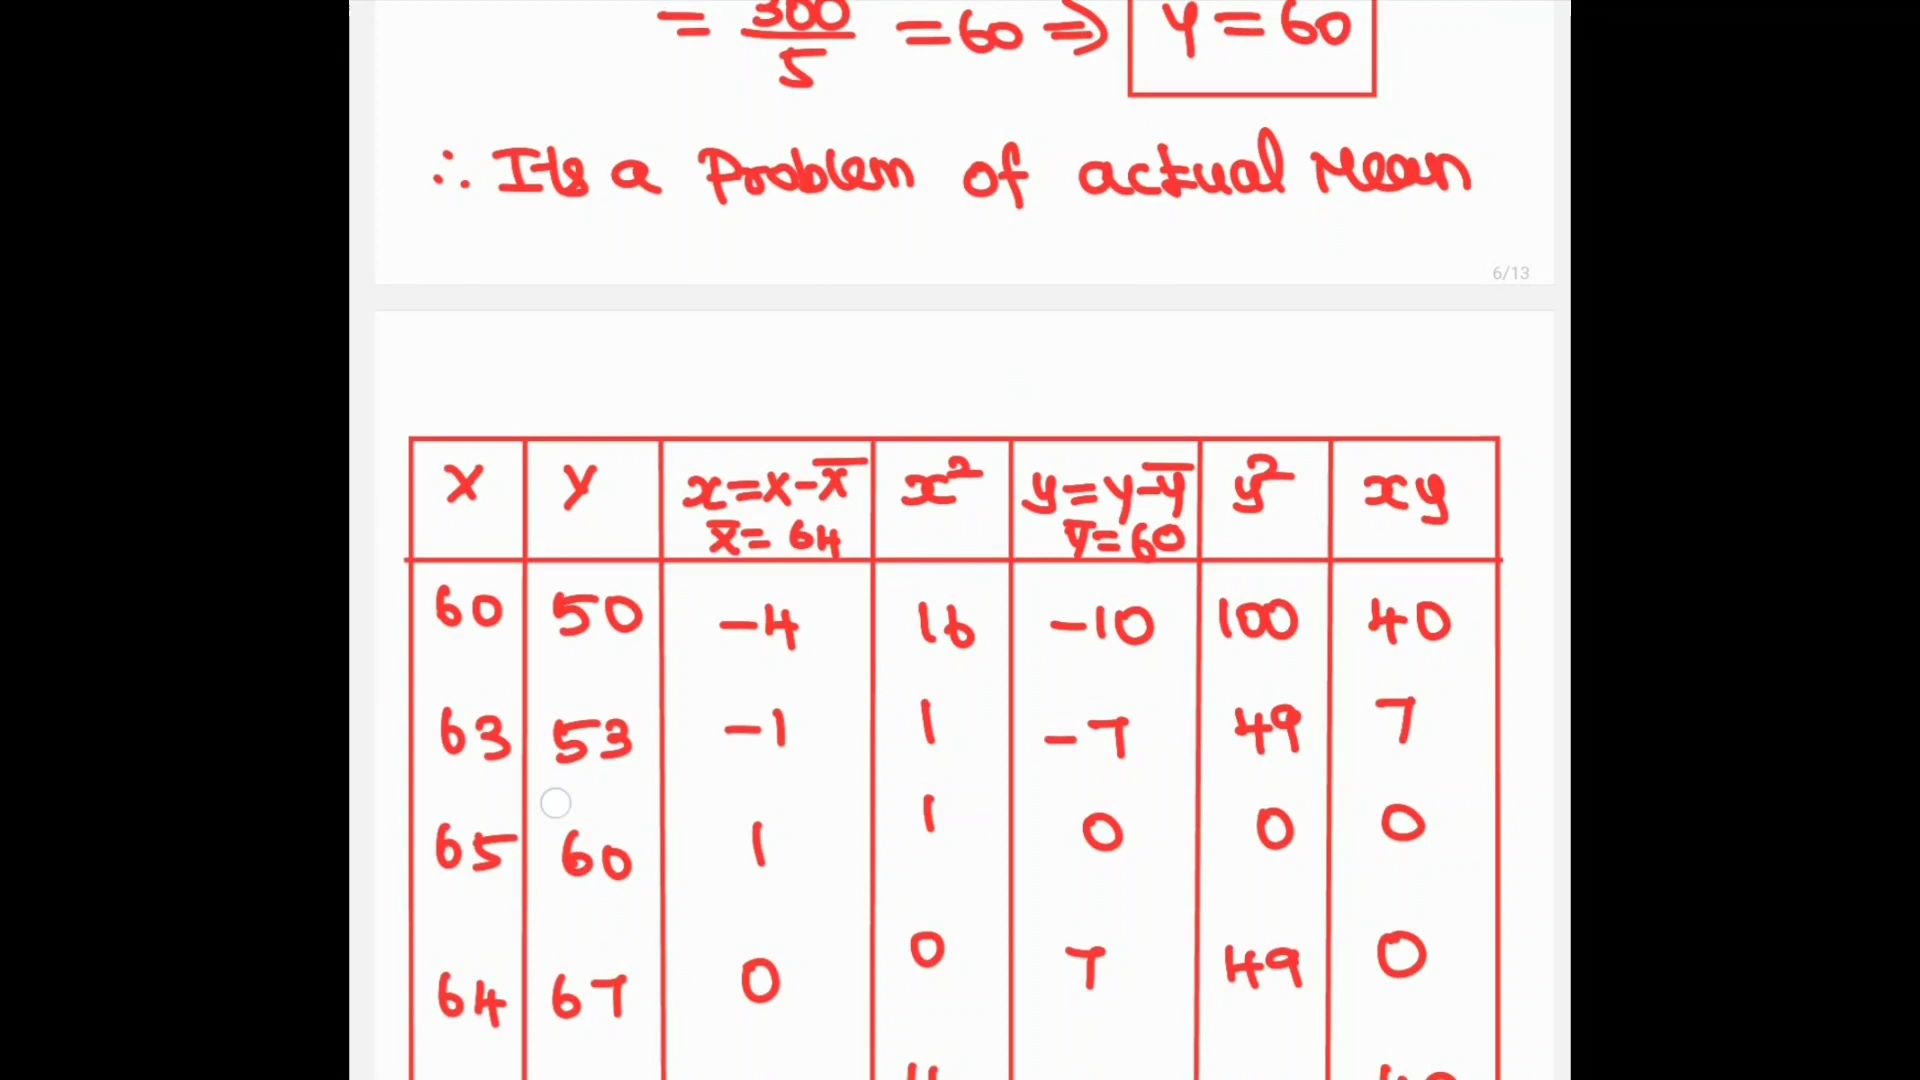 = 300/5 = 60 ⇒ Y = 60
∴ Its a Problem of actual Mean
6/13
X Y x=X-X̅ x² y=Y-Y̅ y² xy
X̅=64 Y̅=60
60 50 -4 16 -10 100 40
63 53 -1 1 -7 49 7
65 60 1 1 0 0 0
64 67 0 0 7 49 0